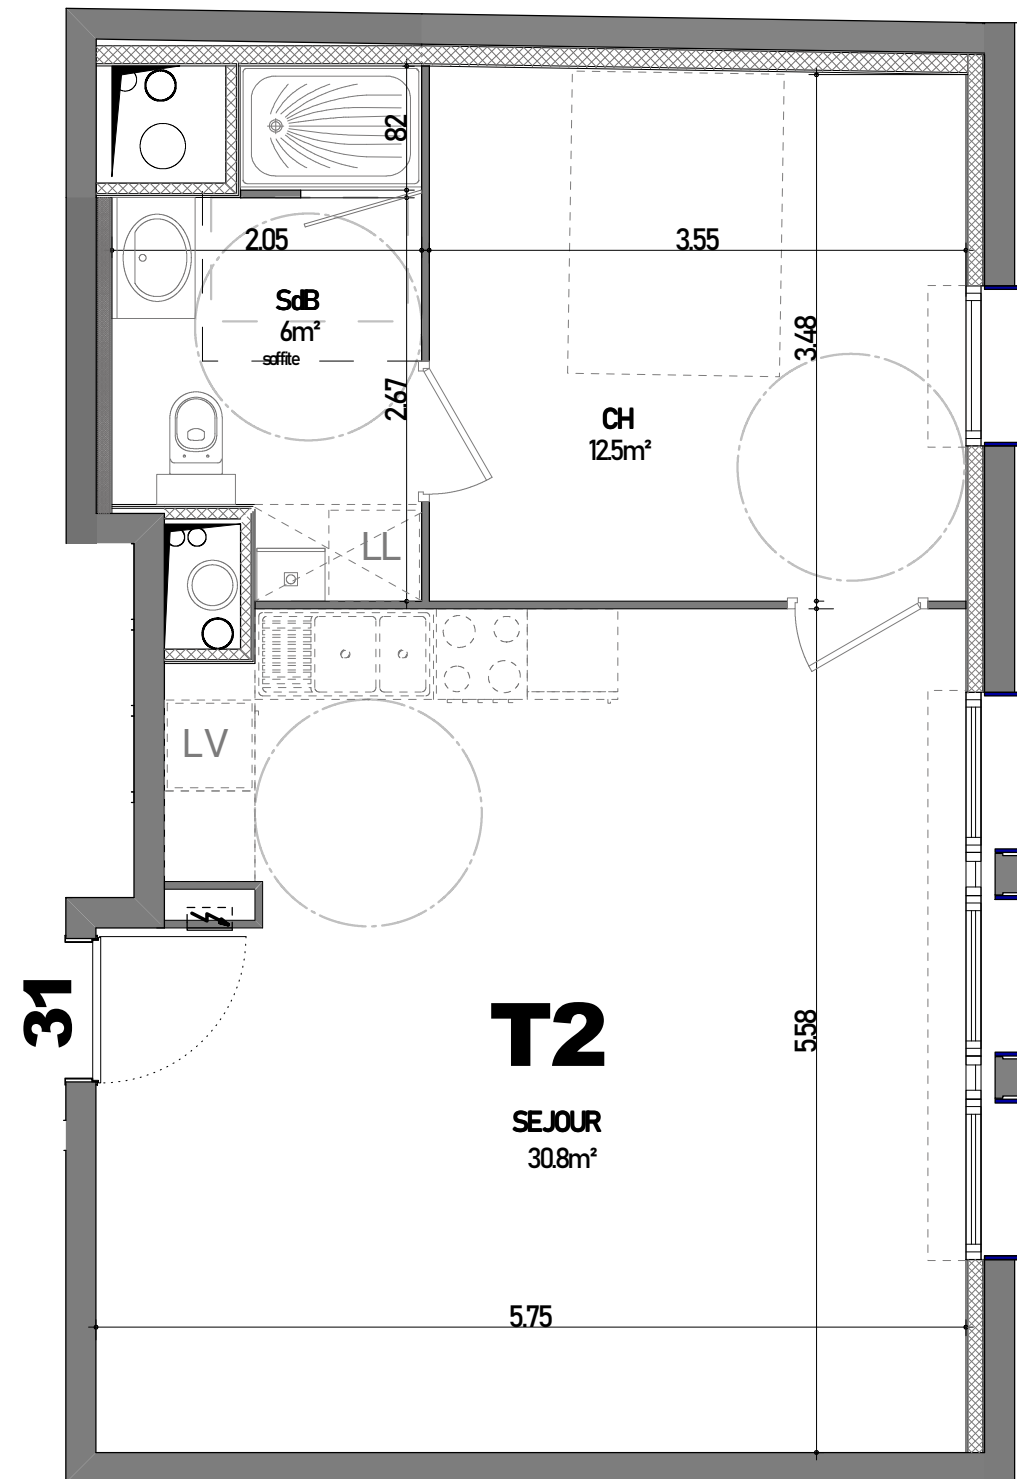 82
2.05
3.55
SdB
6m²
soffite
3.48
2.67
CH
12.5m²
LL
LV
31
T2
5.58
SEJOUR
30.8m²
5.75